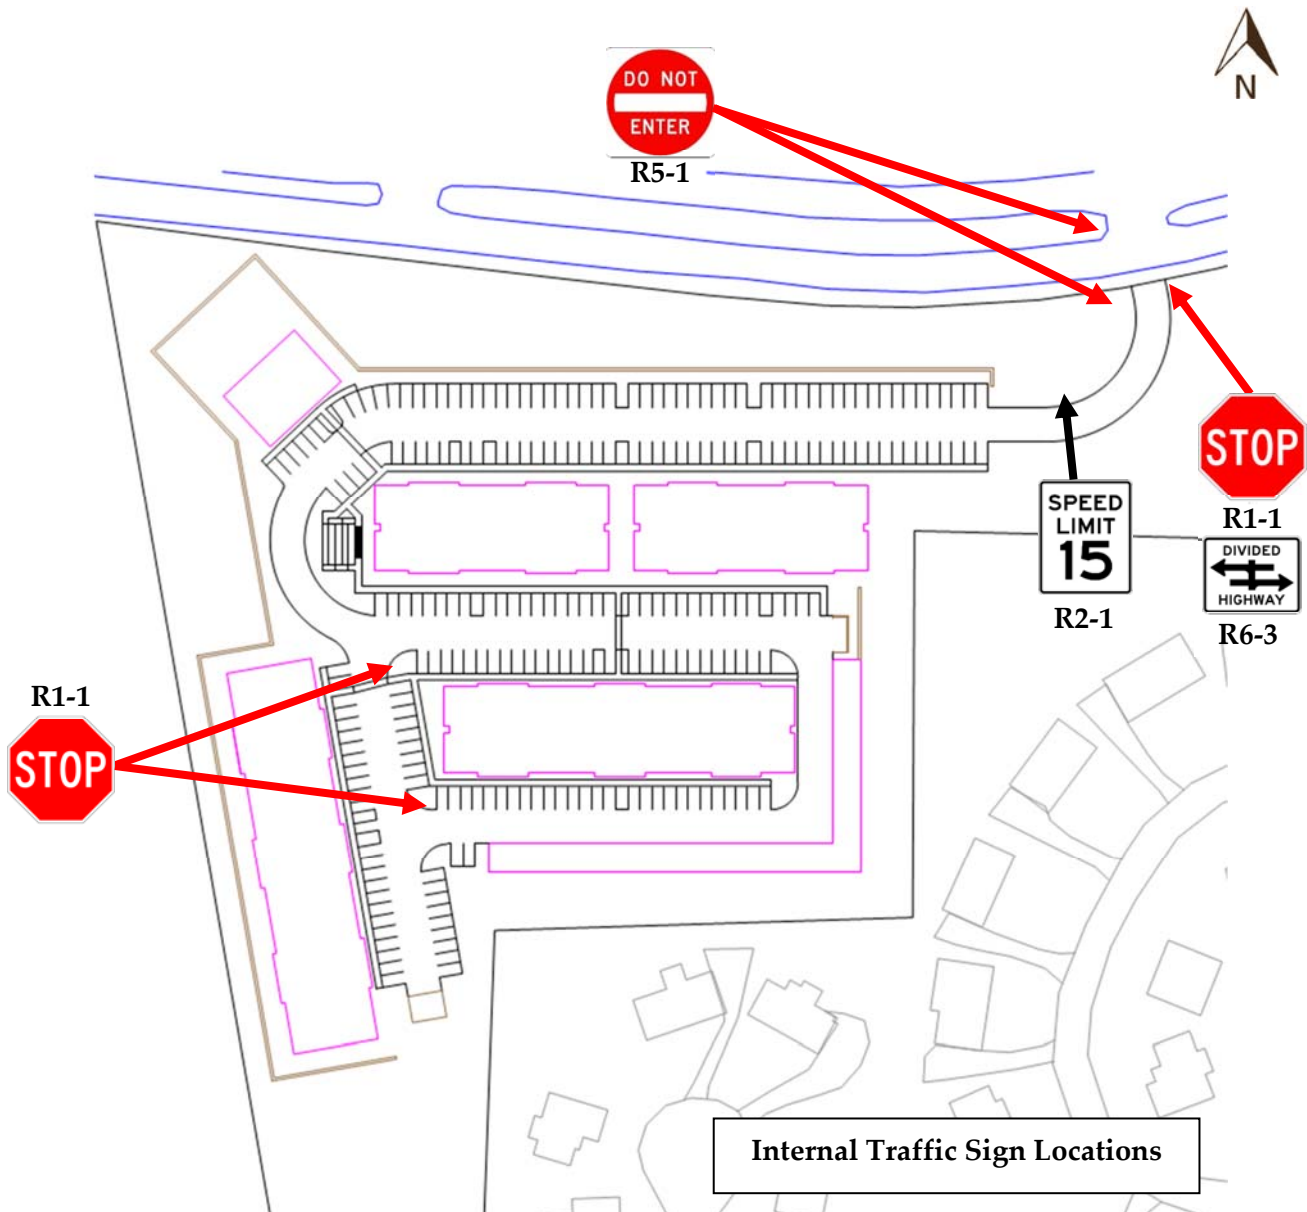 N
DO NOT
ENTER
R5-1
STOP
R1-1
SPEED
LIMIT
15
R2-1
DIVIDED
HIGHWAY
R6-3
R1-1
STOP
Internal Traffic Sign Locations